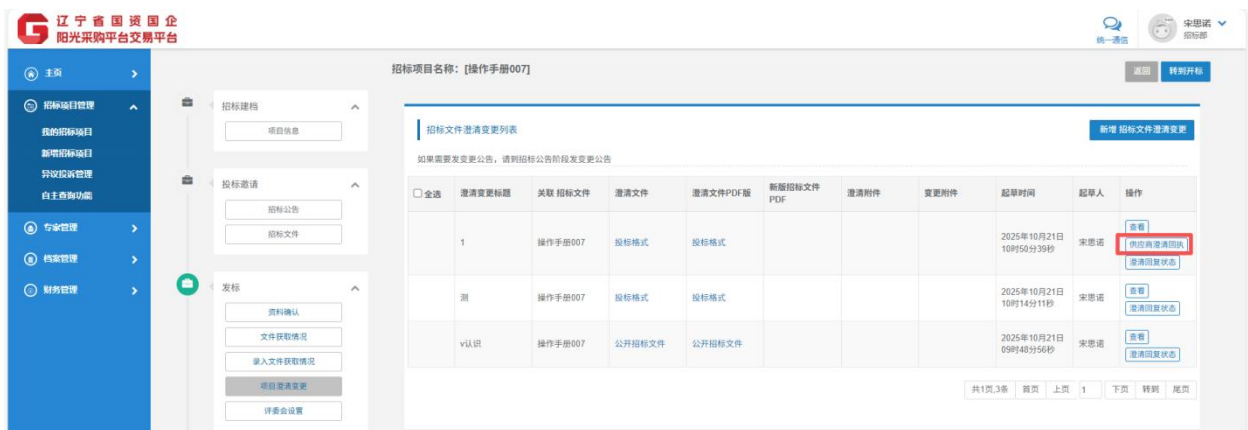 辽宁省国资国企
阳光采购平台交易平台
统一通信
宋思诺
招标部
主页
招标项目管理
我的招标项目
新增招标项目
异议投诉管理
自主查询功能
专家管理
档案管理
财务管理
招标项目名称：[操作手册007]
返回
转到开标
招标建档
项目信息
投标邀请
招标公告
招标文件
发标
资料确认
文件获取情况
录入文件获取情况
项目澄清变更
评委会设置
招标文件澄清变更列表
新增 招标文件澄清变更
如果需要发变更公告，请到招标公告阶段发变更公告
全选 澄清变更标题 关联 招标文件 澄清文件 澄清文件PDF版 新版招标文件PDF 澄清附件 变更附件 起草时间 起草人 操作
1 操作手册007 投标格式 投标格式 2025年10月21日10时50分39秒 宋思诺 查看 供应商澄清回执 澄清回复状态
测 操作手册007 投标格式 投标格式 2025年10月21日10时14分11秒 宋思诺 查看 澄清回复状态
v认识 操作手册007 公开招标文件 公开招标文件 2025年10月21日09时48分56秒 宋思诺 查看 澄清回复状态
共1页,3条 首页 上页 1 下页 转到 尾页